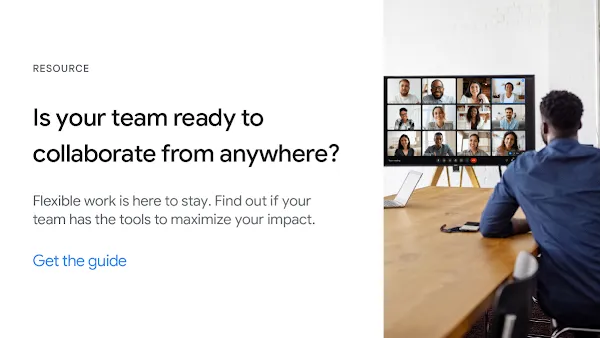 RESOURCE
Is your team ready to
collaborate from anywhere?
Flexible work is here to stay. Find out if your
team has the tools to maximize your impact.
Get the guide